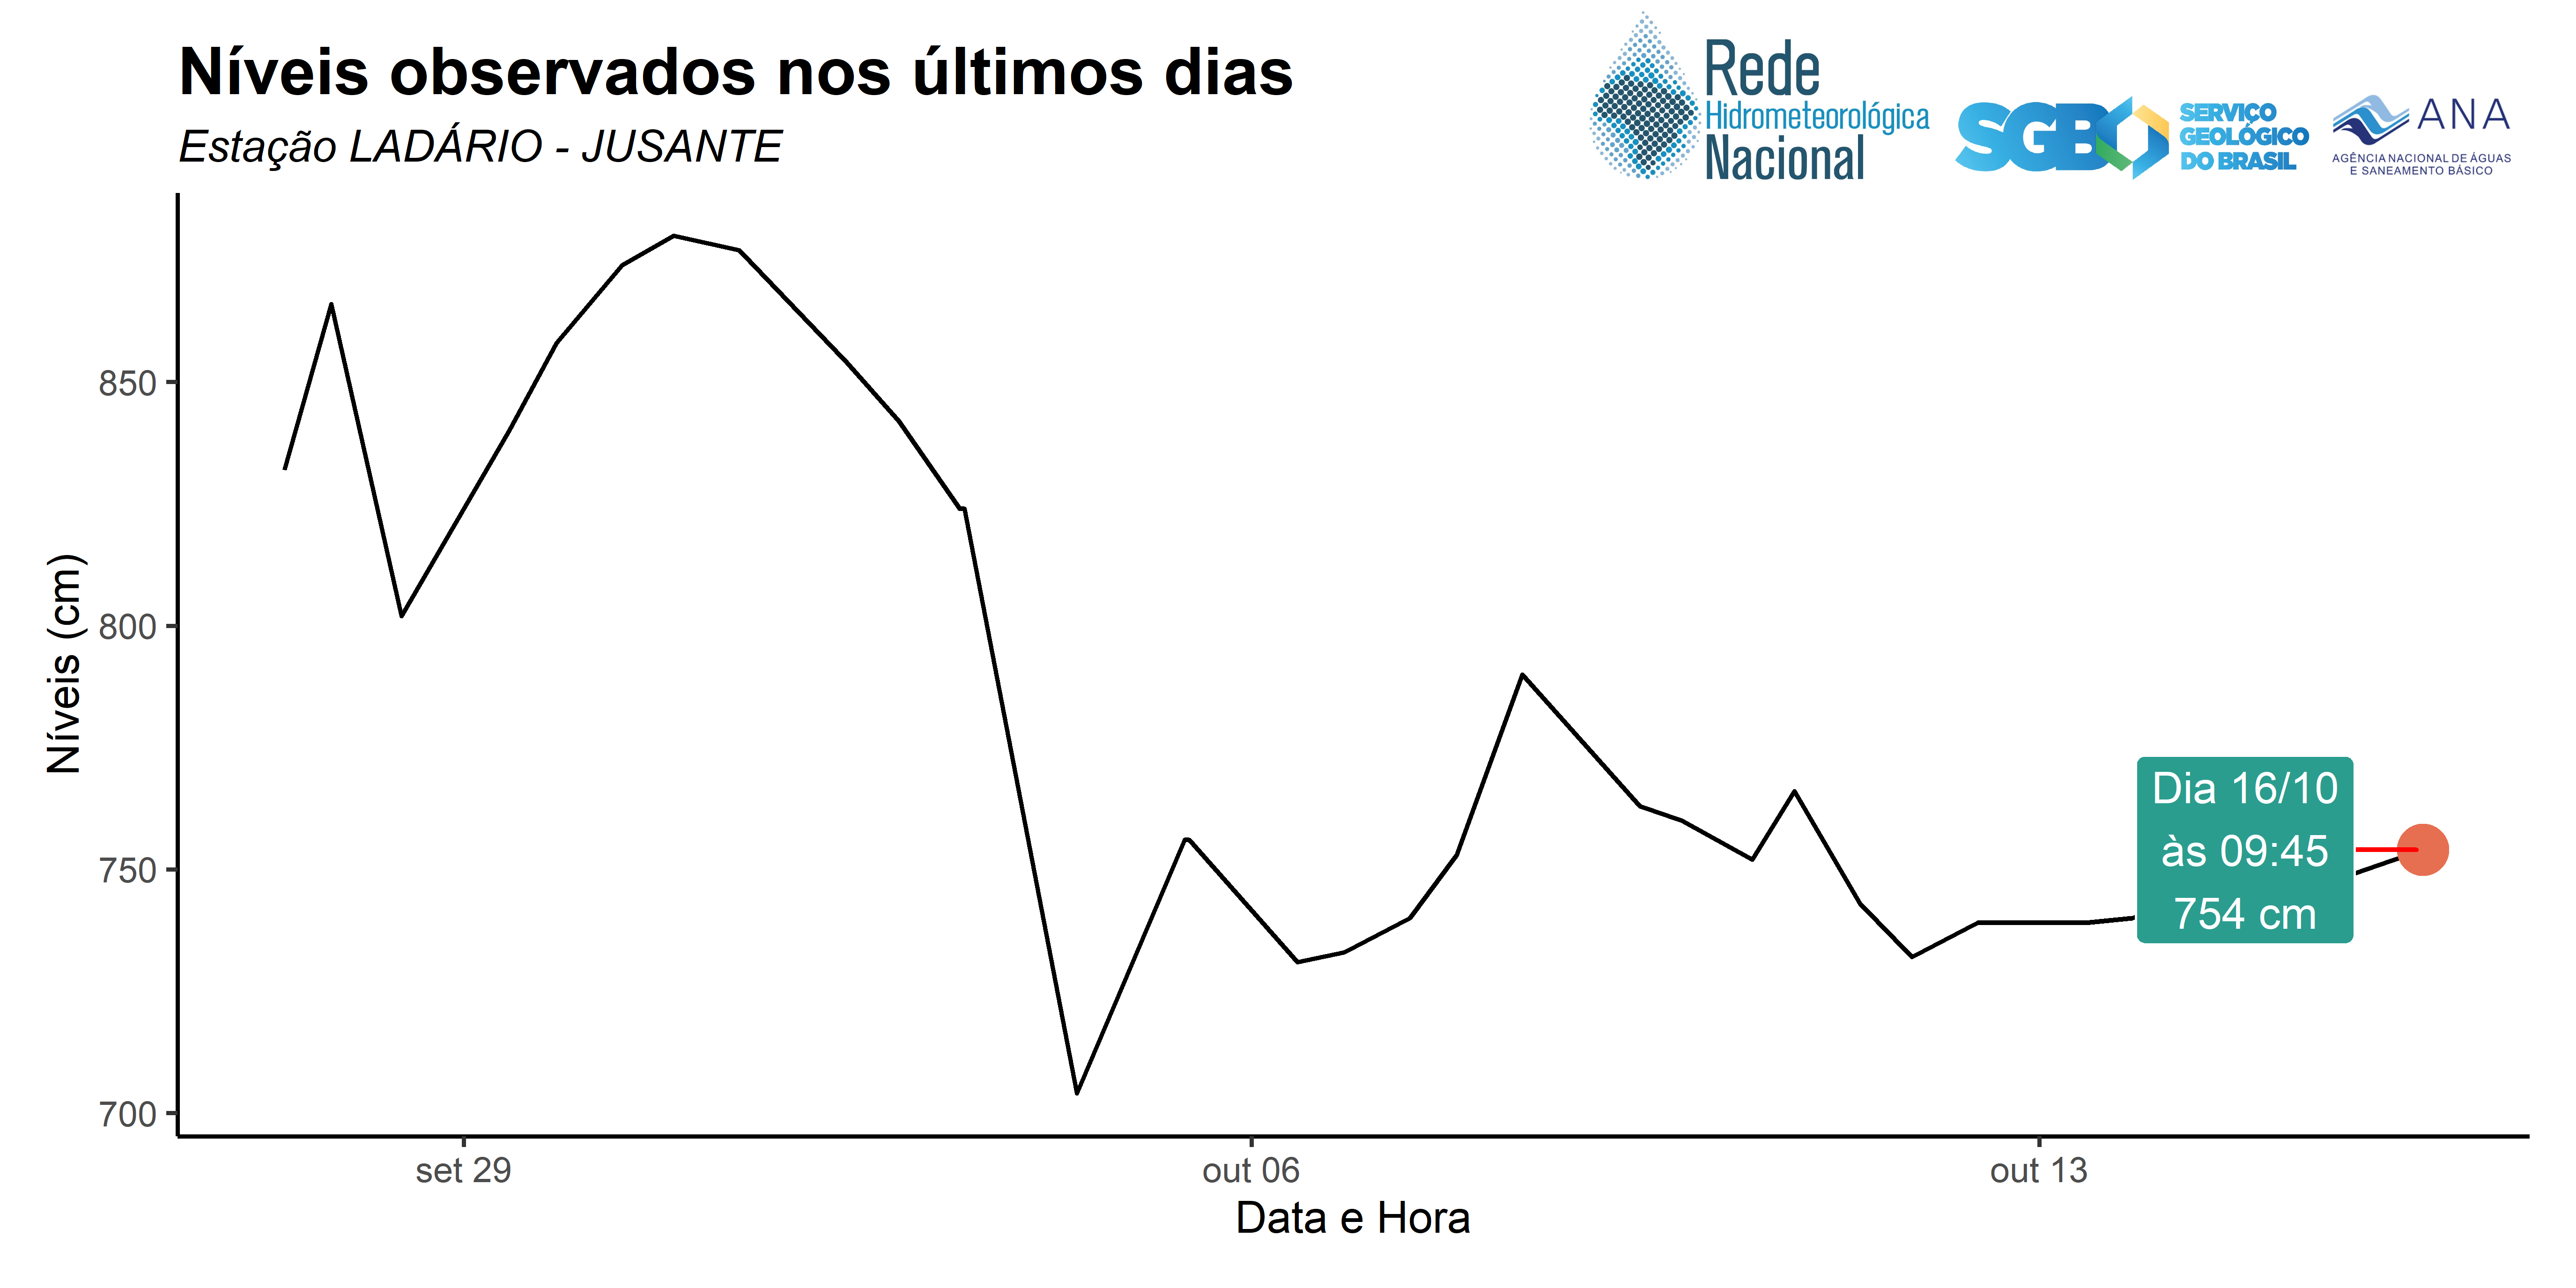 Níveis observados nos últimos dias
Estação LADÁRIO - JUSANTE
Rede
Hidrometeorológica
Nacional
SGB
SERVIÇO
GEOLÓGICO
DO BRASIL
ANA
AGÊNCIA NACIONAL DE ÁGUAS
E SANEAMENTO BÁSICO
Níveis (cm)
850
800
750
700
Dia 16/10
às 09:45
754 cm
set 29
out 06
out 13
Data e Hora